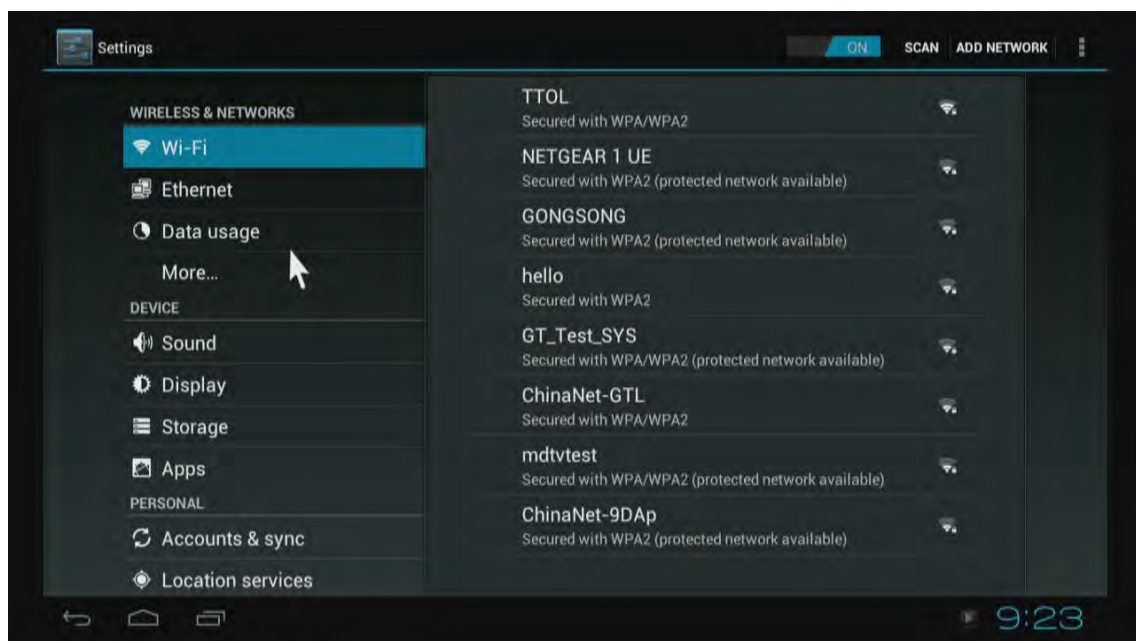 Settings
ON
SCAN
ADD NETWORK
WIRELESS & NETWORKS
Wi-Fi
Ethernet
Data usage
More...
DEVICE
Sound
Display
Storage
Apps
PERSONAL
Accounts & sync
Location services
TTOL
Secured with WPA/WPA2
NETGEAR 1 UE
Secured with WPA2 (protected network available)
GONGSONG
Secured with WPA2 (protected network available)
hello
Secured with WPA2
GT_Test_SYS
Secured with WPA/WPA2 (protected network available)
ChinaNet-GTL
Secured with WPA/WPA2
mdtvtest
Secured with WPA/WPA2 (protected network available)
ChinaNet-9DAp
Secured with WPA2 (protected network available)
9:23